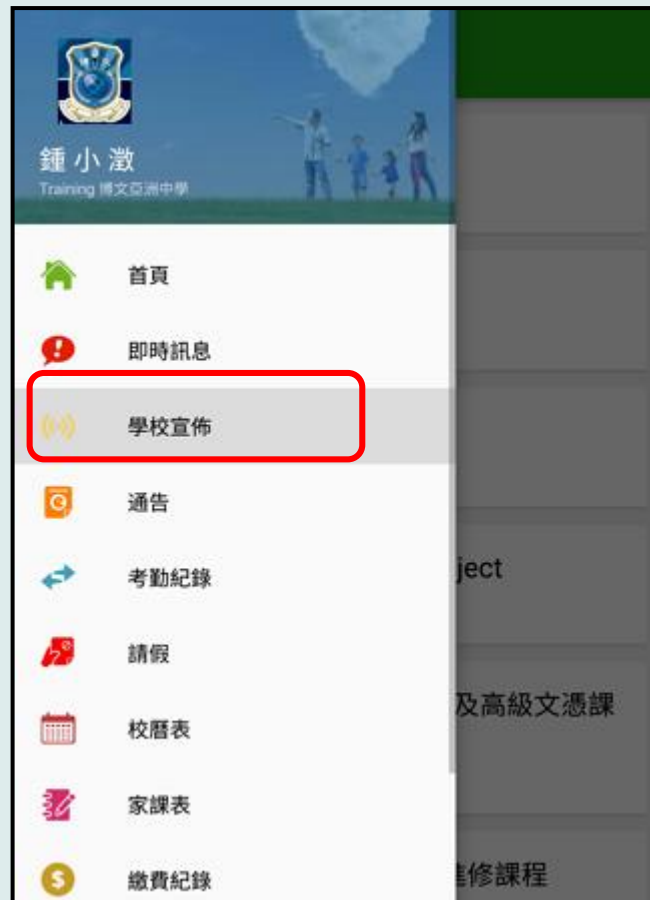 鍾小澂
Training 博文亞洲中學
首頁
即時訊息
學校宣佈
通告
考勤紀錄
ject
請假
及高級文憑課
校曆表
家課表
繳費紀錄
修課程